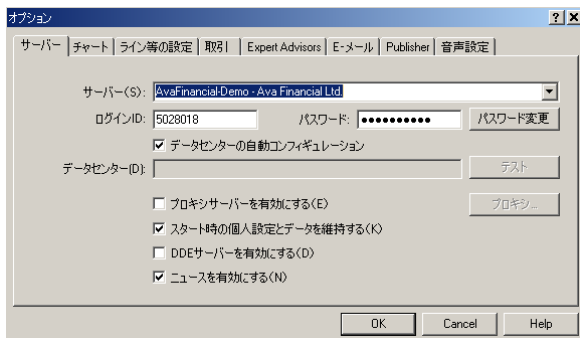 オプション
サーバー チャート ライン等の設定 取引 Expert Advisors E-メール Publisher 音声設定
サーバー(S): AvaFinancial-Demo - Ava Financial Ltd.
ログインID: 5028018 パスワード: ●●●●●●●●●● パスワード変更
データセンターの自動コンフィギュレーション
データセンター(D): テスト
プロキシサーバーを有効にする(E) プロキシ...
スタート時の個人設定とデータを維持する(K)
DDEサーバーを有効にする(D)
ニュースを有効にする(N)
OK Cancel Help